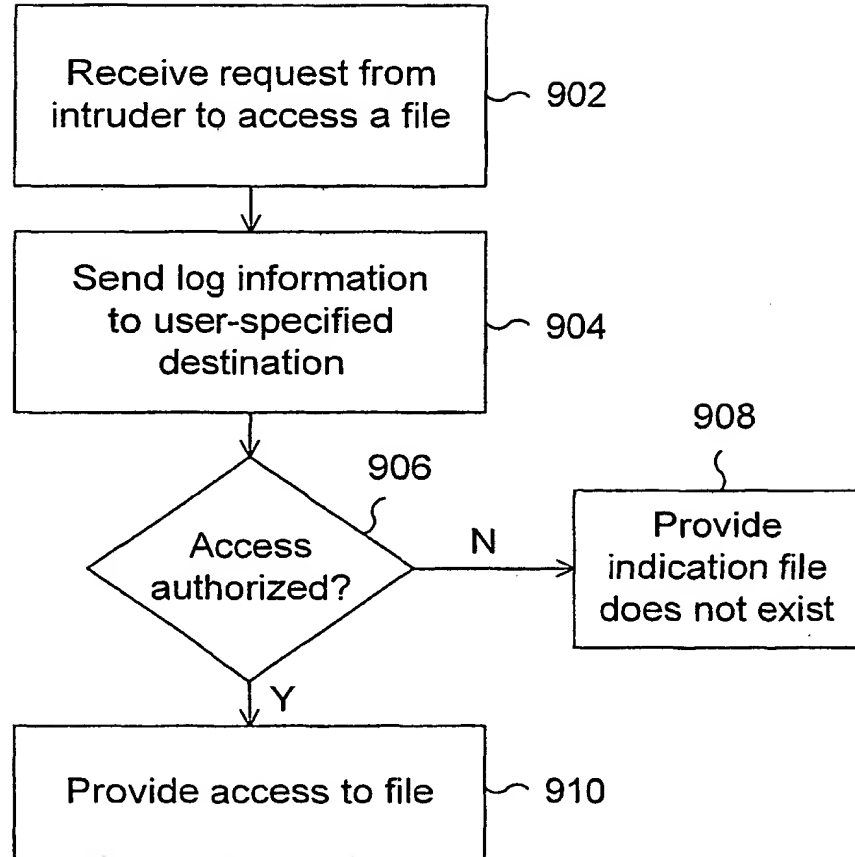 Receive request from
intruder to access a file
902
Send log information
to user-specified
destination
904
906
908
Access
authorized?
N
Provide
indication file
does not exist
Y
Provide access to file
910